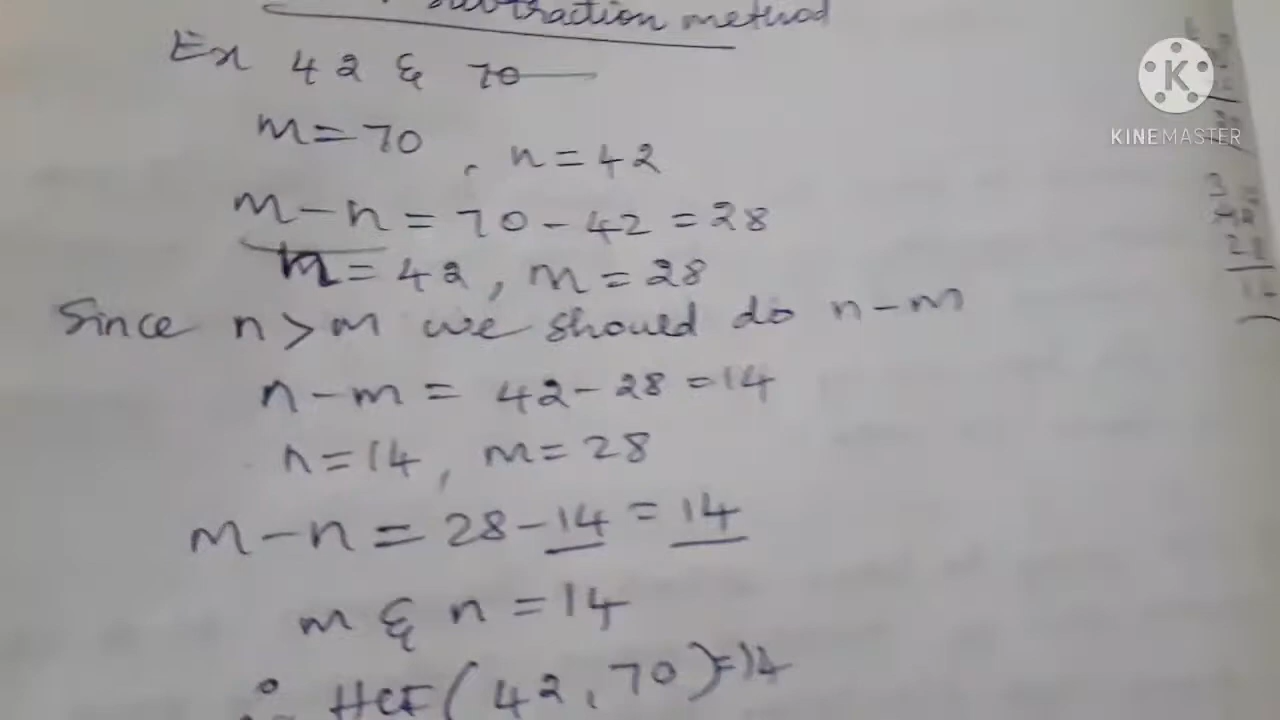 subtraction method
Ex 42 & 70
m = 70, n = 42
m - n = 70 - 42 = 28
n = 42, m = 28
Since n > m we should do n - m
n - m = 42 - 28 = 14
n = 14, m = 28
m - n = 28 - 14 = 14
m & n = 14
∴ HCF (42, 70) = 14
KINEMASTER